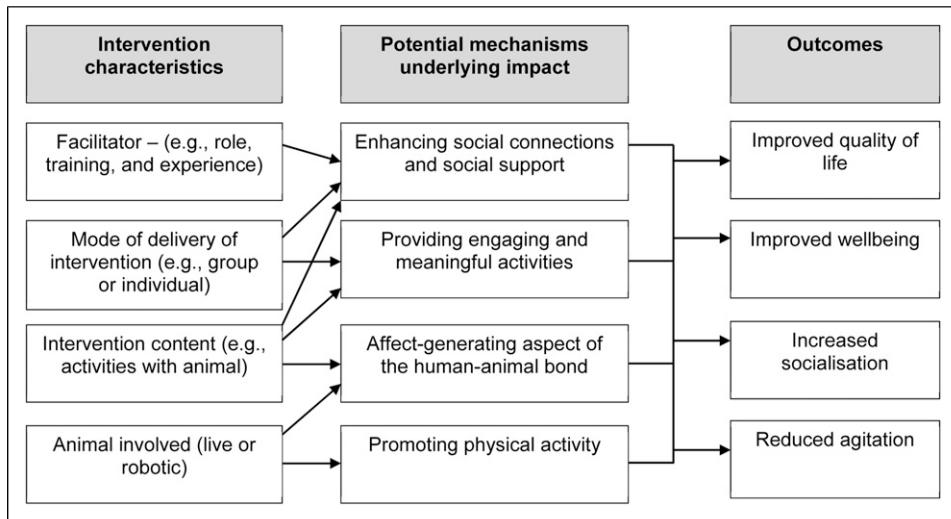 Intervention
characteristics
Potential mechanisms
underlying impact
Outcomes
Facilitator – (e.g., role,
training, and experience)
Enhancing social connections
and social support
Improved quality of
life
Mode of delivery of
intervention (e.g., group
or individual)
Providing engaging and
meaningful activities
Improved wellbeing
Intervention content (e.g.,
activities with animal)
Affect-generating aspect of
the human-animal bond
Increased
socialisation
Animal involved (live or
robotic)
Promoting physical activity
Reduced agitation